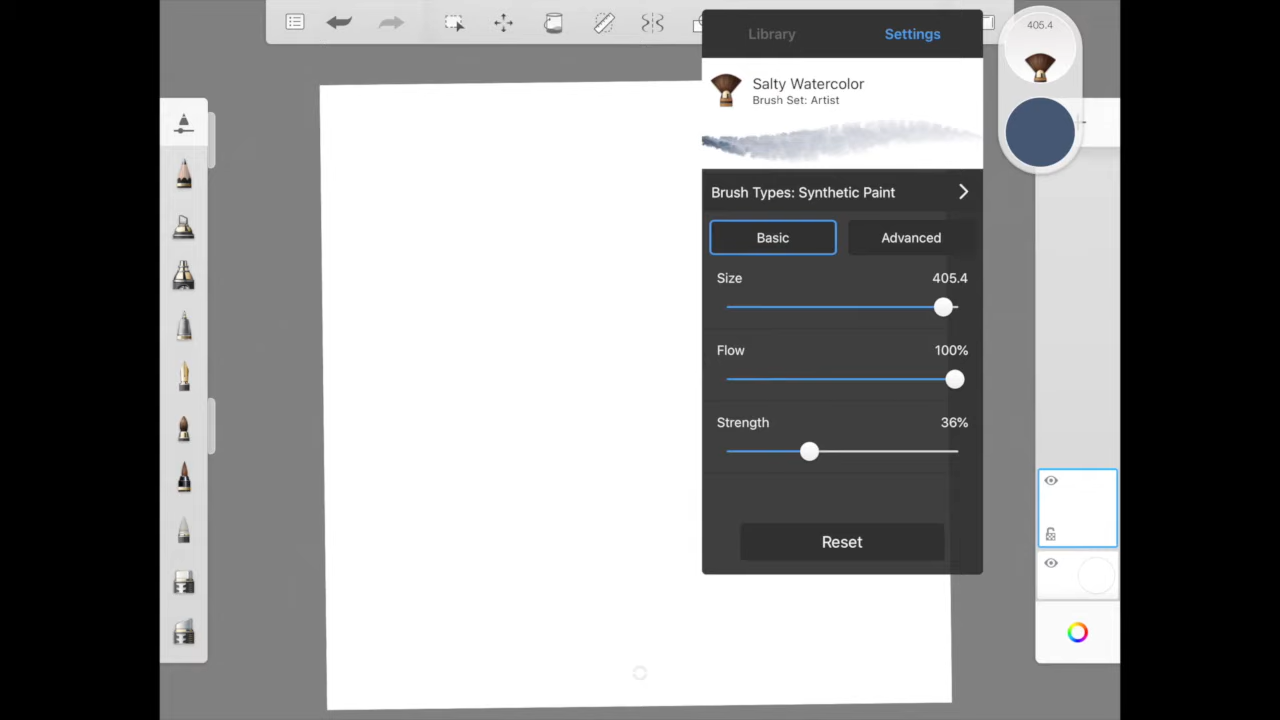 405.4
Library
Settings
Salty Watercolor
Brush Set: Artist
Brush Types: Synthetic Paint
Basic
Advanced
Size
405.4
Flow
100%
Strength
36%
Reset